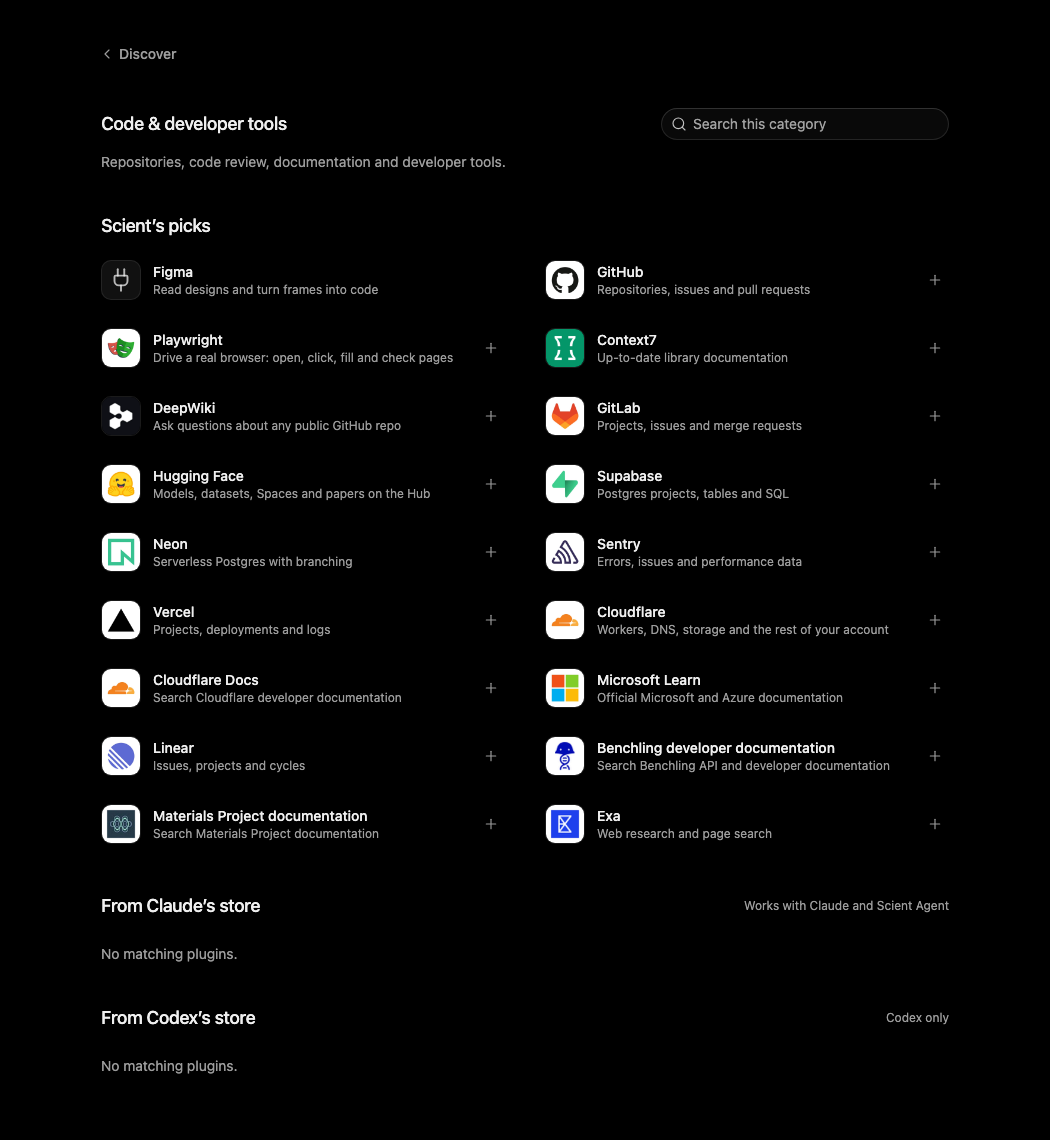 Discover
Code & developer tools
Search this category
Repositories, code review, documentation and developer tools.
Scient’s picks
Figma
Read designs and turn frames into code
GitHub
Repositories, issues and pull requests
Playwright
Drive a real browser: open, click, fill and check pages
Context7
Up-to-date library documentation
DeepWiki
Ask questions about any public GitHub repo
GitLab
Projects, issues and merge requests
Hugging Face
Models, datasets, Spaces and papers on the Hub
Supabase
Postgres projects, tables and SQL
Neon
Serverless Postgres with branching
Sentry
Errors, issues and performance data
Vercel
Projects, deployments and logs
Cloudflare
Workers, DNS, storage and the rest of your account
Cloudflare Docs
Search Cloudflare developer documentation
Microsoft Learn
Official Microsoft and Azure documentation
Linear
Issues, projects and cycles
Benchling developer documentation
Search Benchling API and developer documentation
Materials Project documentation
Search Materials Project documentation
Exa
Web research and page search
From Claude’s store
Works with Claude and Scient Agent
No matching plugins.
From Codex’s store
Codex only
No matching plugins.